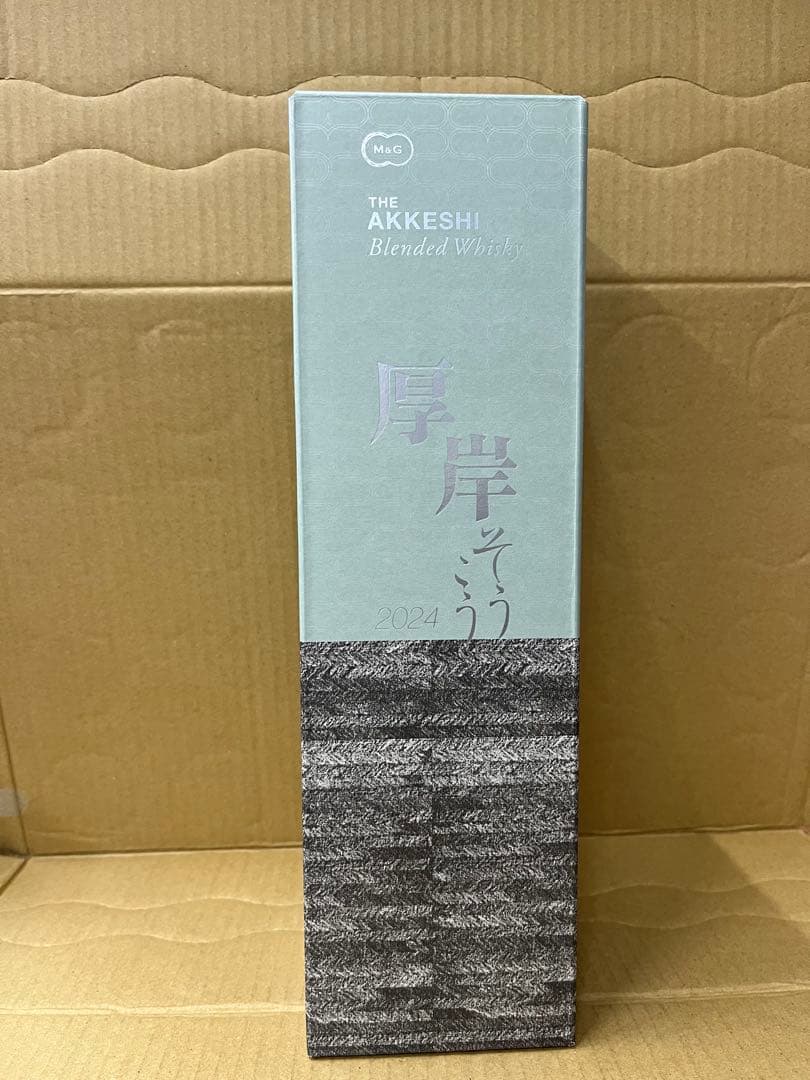 M&G
THE
AKKESHI
Blended Whisky
厚岸
そう
こう
2024